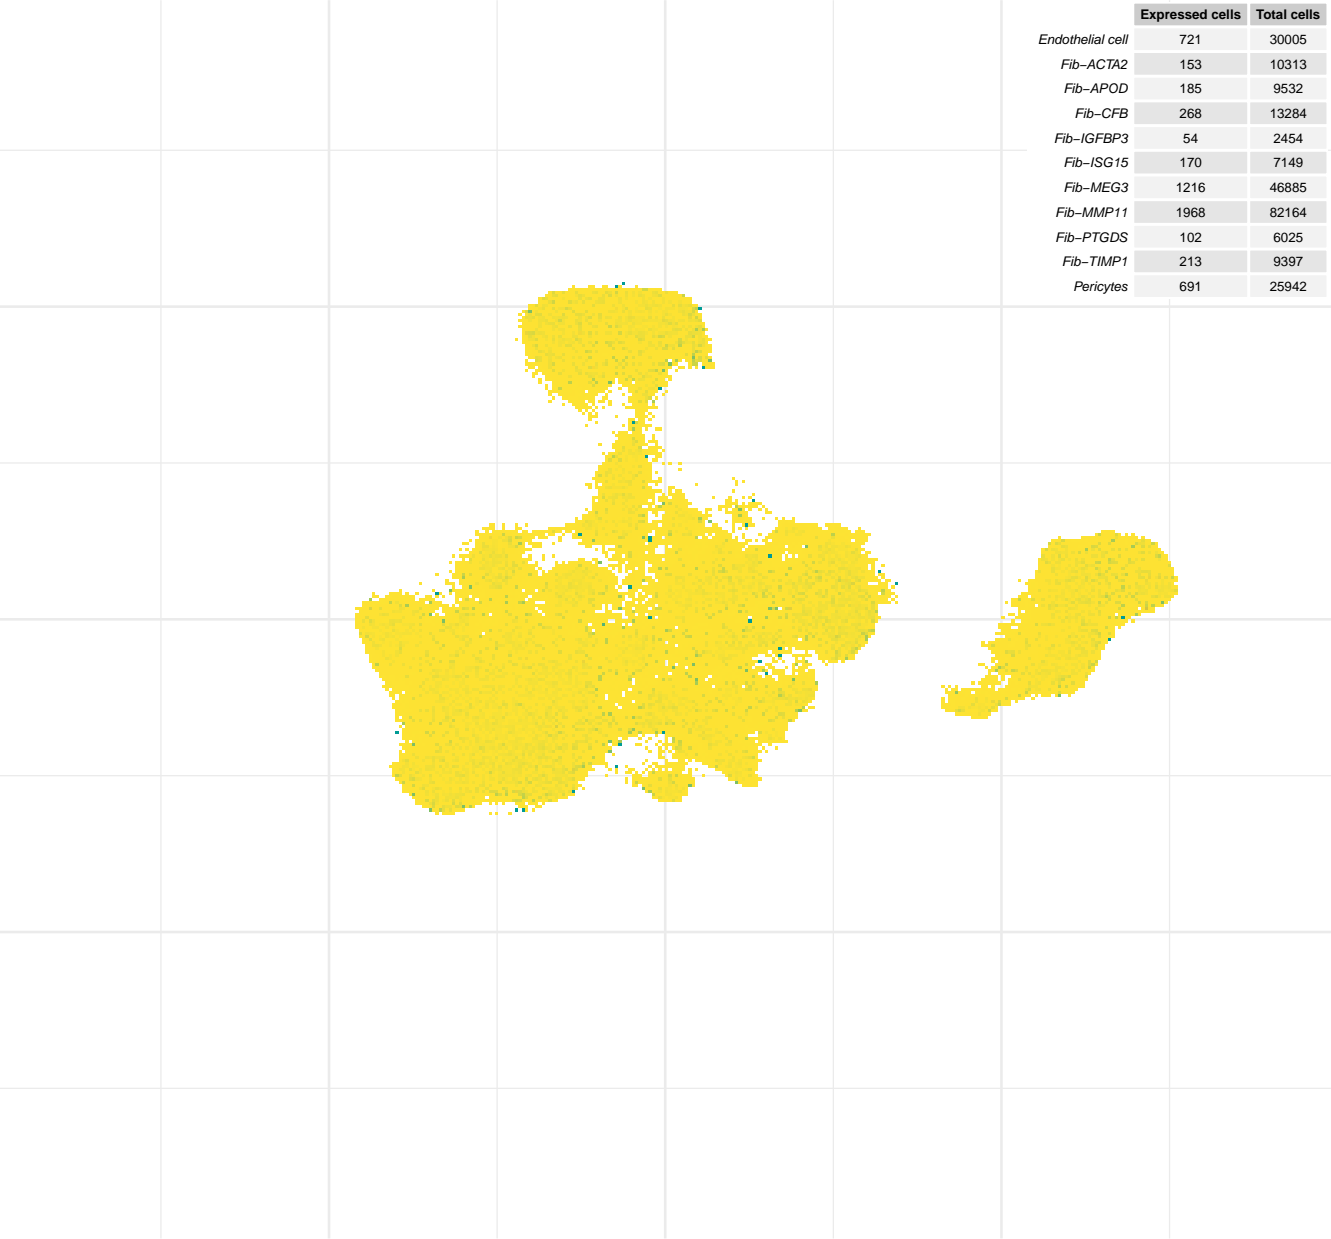 Expressed cells Total cells
Endothelial cell 721 30005
Fib−ACTA2 153 10313
Fib−APOD 185 9532
Fib−CFB 268 13284
Fib−IGFBP3 54 2454
Fib−ISG15 170 7149
Fib−MEG3 1216 46885
Fib−MMP11 1968 82164
Fib−PTGDS 102 6025
Fib−TIMP1 213 9397
Pericytes 691 25942